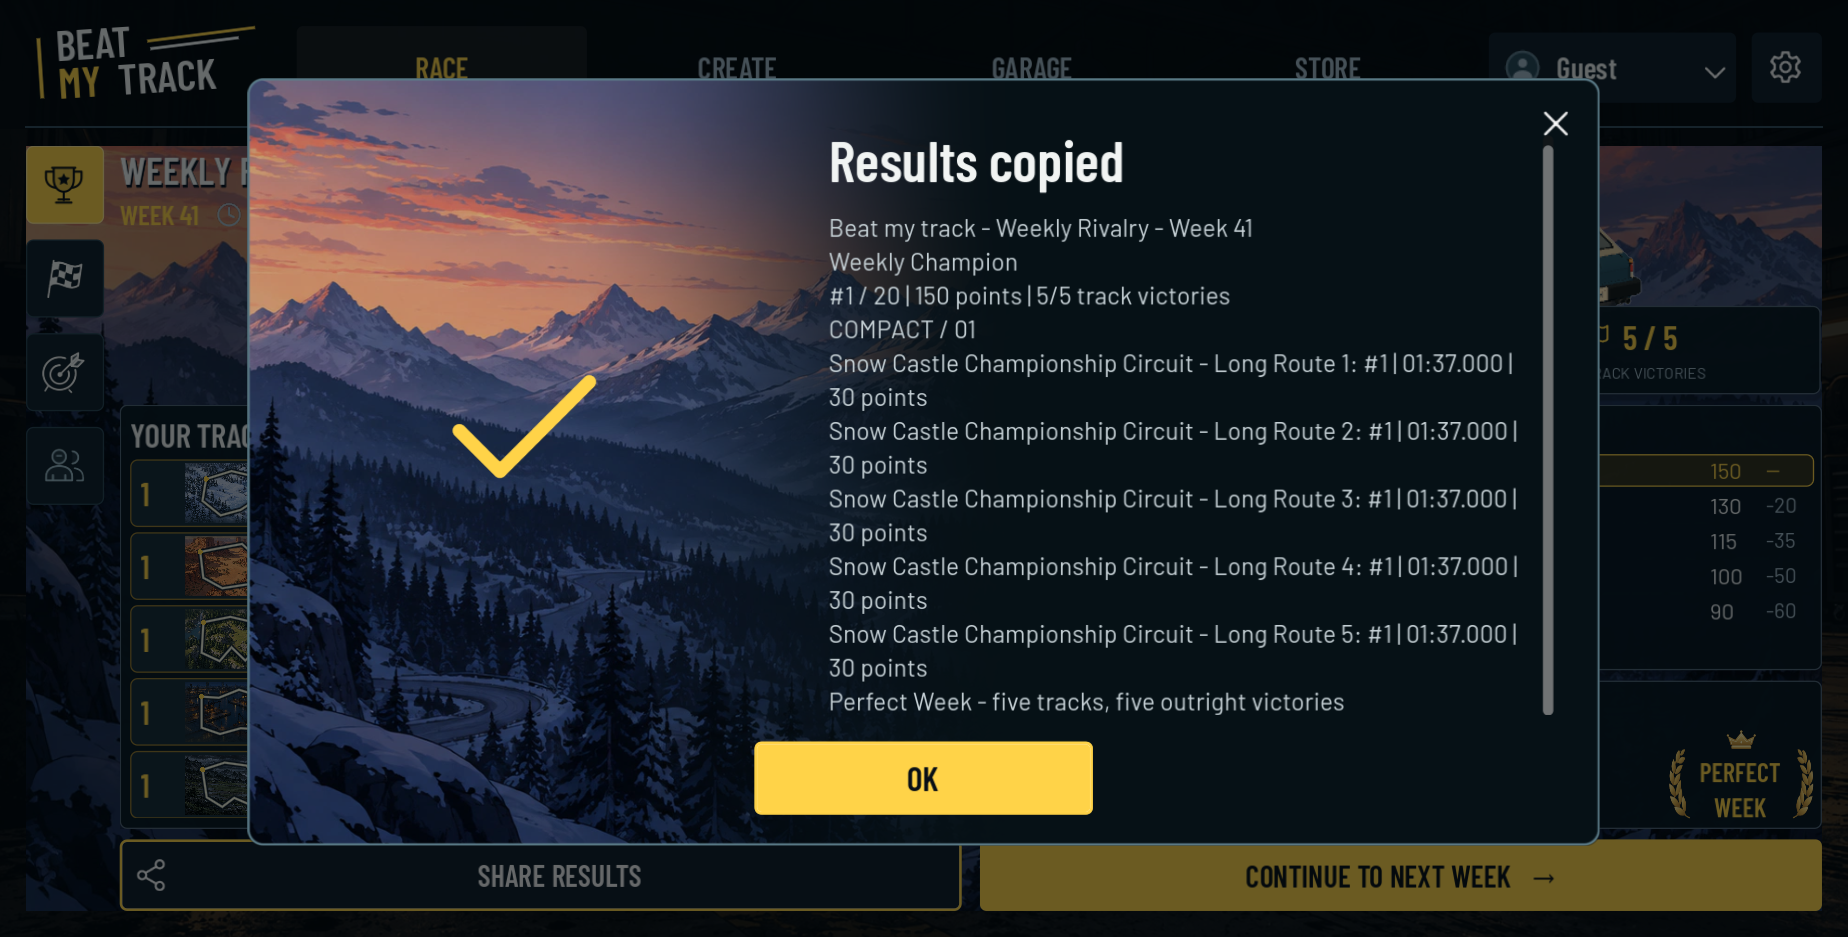 BEAT
MY TRACK
RACE
CREATE
GARAGE
STORE
Guest
WEEKLY
WEEK 41
Results copied
Beat my track - Weekly Rivalry - Week 41
Weekly Champion
#1 / 20 | 150 points | 5/5 track victories
COMPACT / 01
Snow Castle Championship Circuit - Long Route 1: #1 | 01:37.000 |
30 points
Snow Castle Championship Circuit - Long Route 2: #1 | 01:37.000 |
30 points
Snow Castle Championship Circuit - Long Route 3: #1 | 01:37.000 |
30 points
Snow Castle Championship Circuit - Long Route 4: #1 | 01:37.000 |
30 points
Snow Castle Championship Circuit - Long Route 5: #1 | 01:37.000 |
30 points
Perfect Week - five tracks, five outright victories
OK
YOUR
1
1
1
1
1
5 / 5
VICTORIES
150 –
130 -20
115 -35
100 -50
90 -60
PERFECT
WEEK
SHARE RESULTS
CONTINUE TO NEXT WEEK →